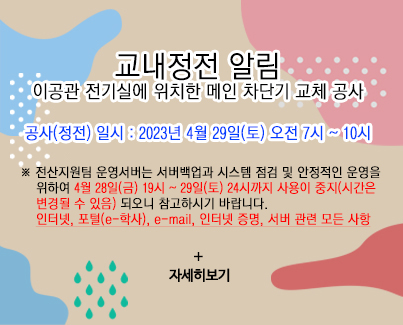 교내정전 알림
이공관 전기실에 위치한 메인 차단기 교체 공사
공사(정전) 일시 : 2023년 4월 29일(토) 오전 7시 ~ 10시
※ 전산지원팀 운영서버는 서버백업과 시스템 점검 및 안정적인 운영을
위하여 4월 28일(금) 19시 ~ 29일(토) 24시까지 사용이 중지(시간은
변경될 수 있음) 되오니 참고하시기 바랍니다.
인터넷, 포털(e-학사), e-mail, 인터넷 증명, 서버 관련 모든 사항
+
자세히보기